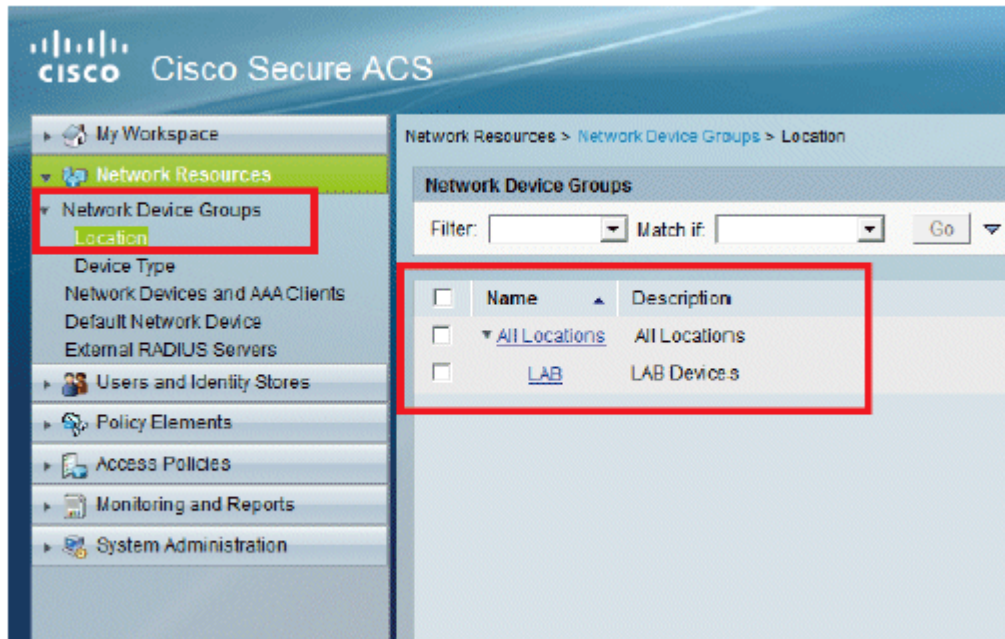 CISCO Cisco Secure ACS
My Workspace
Network Resources
Network Device Groups
Location
Device Type
Network Devices and AAA Clients
Default Network Device
External RADIUS Servers
Users and Identity Stores
Policy Elements
Access Policies
Monitoring and Reports
System Administration
Network Resources > Network Device Groups > Location
Network Device Groups
Filter: Match if: Go
Name Description
All Locations All Locations
LAB LAB Devices